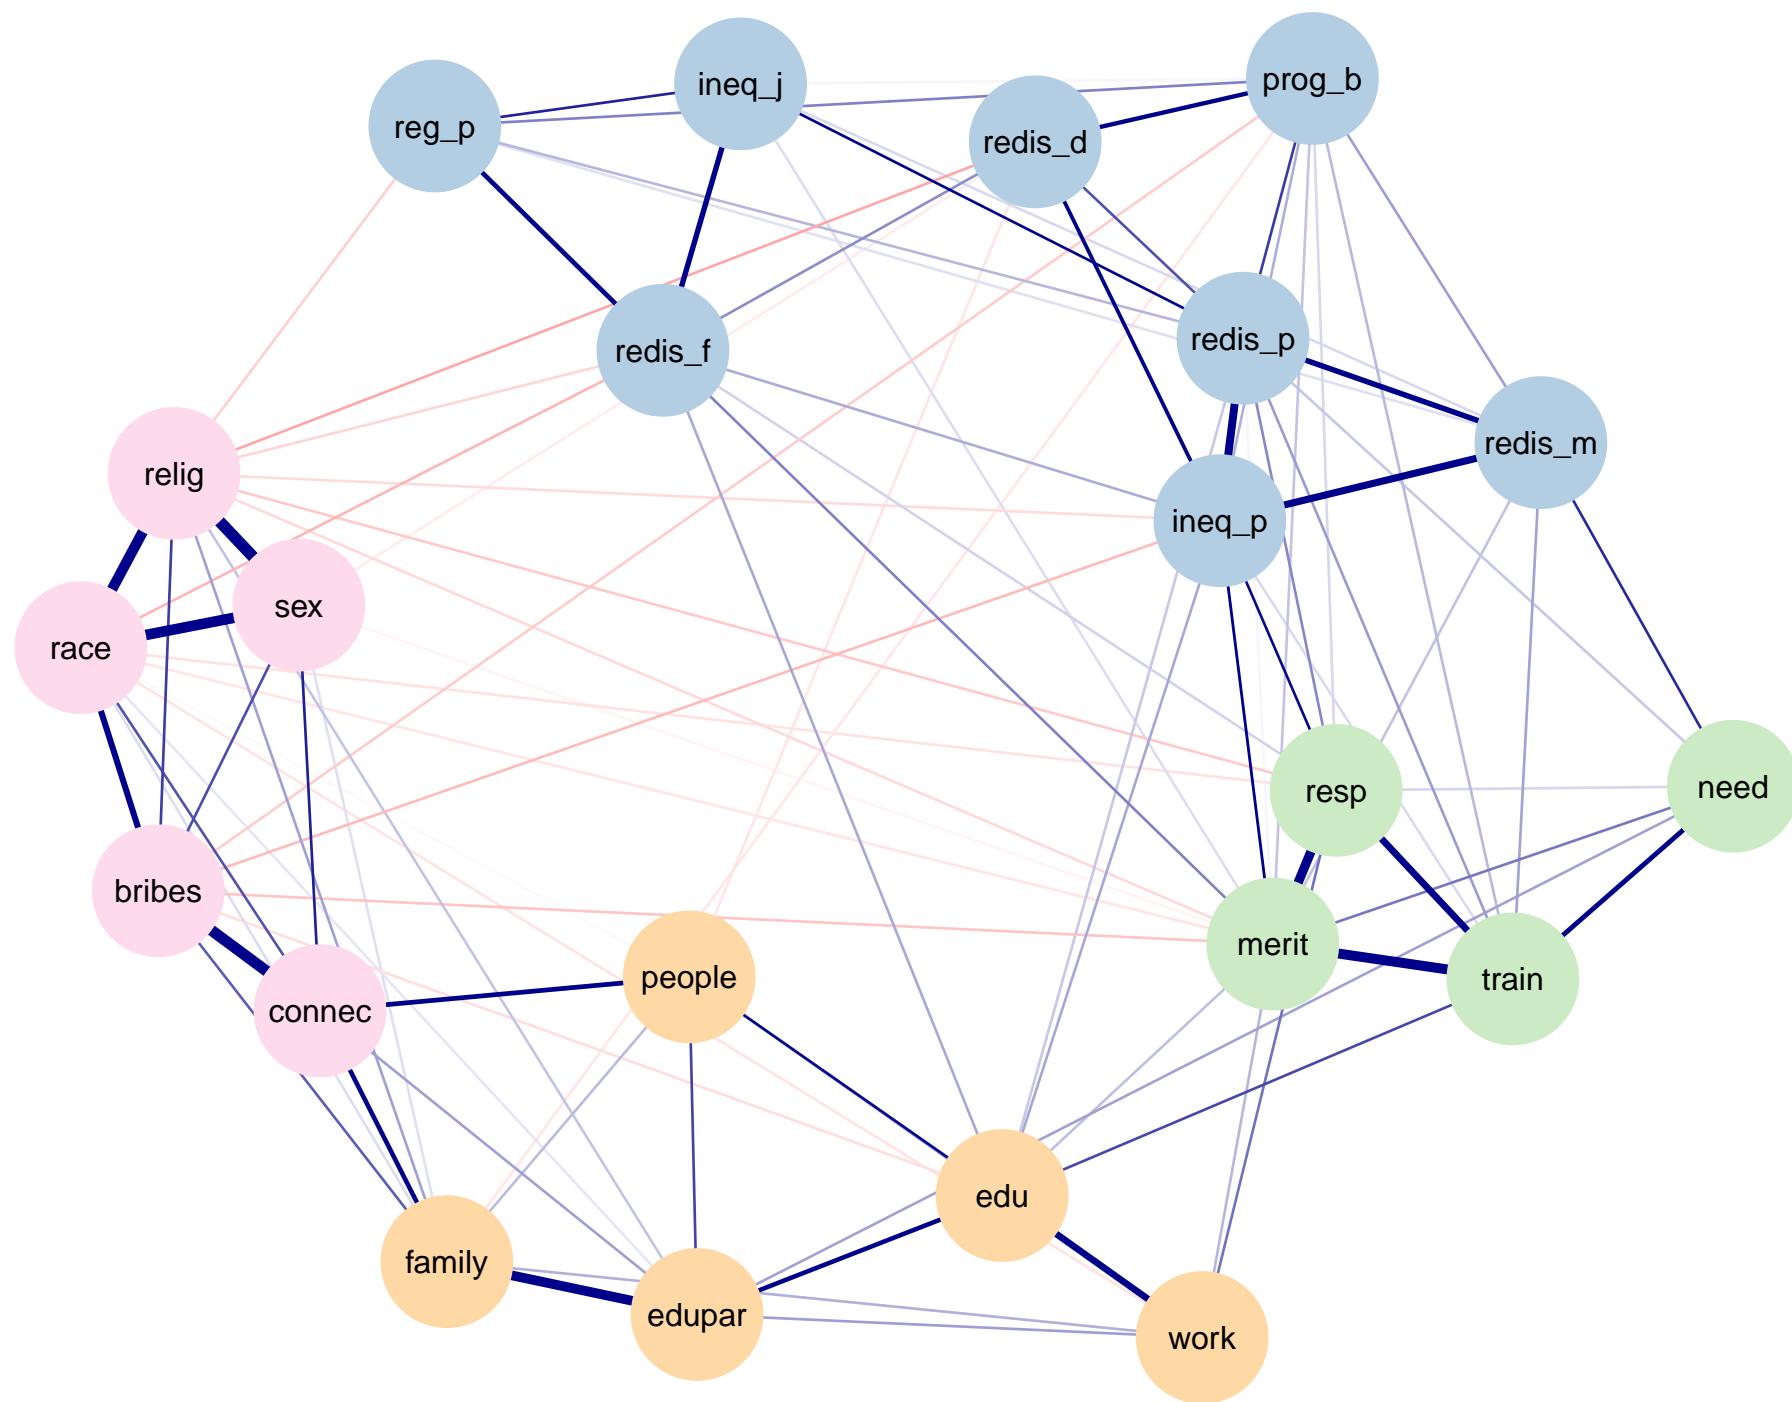 ineq_j
prog_b
reg_p
redis_d
redis_p
redis_f
redis_m
relig
ineq_p
sex
race
need
resp
bribes
merit
people
train
connec
edu
family
edupar
work